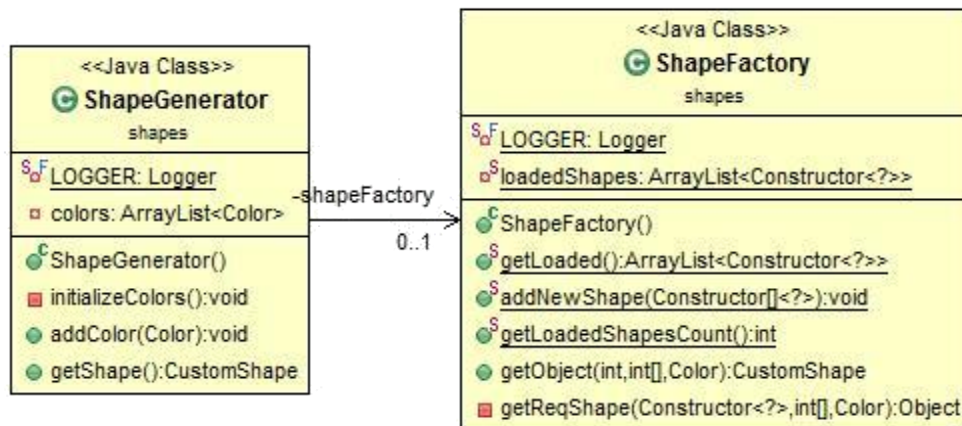 <<Java Class>>
ShapeGenerator
shapes
LOGGER: Logger
colors: ArrayList<Color>
ShapeGenerator()
initializeColors():void
addColor(Color):void
getShape():CustomShape
-shapeFactory
0..1
<<Java Class>>
ShapeFactory
shapes
LOGGER: Logger
loadedShapes: ArrayList<Constructor<?>>
ShapeFactory()
getLoaded():ArrayList<Constructor<?>>
addNewShape(Constructor[]<?>):void
getLoadedShapesCount():int
getObject(int,int[],Color):CustomShape
getReqShape(Constructor<?>,int[],Color):Object